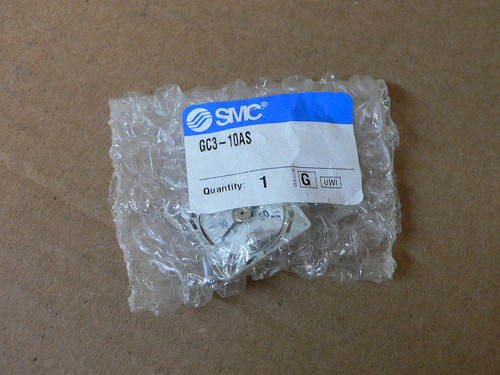 SMC®
GC3-10AS
Quantity: 1 G UWI